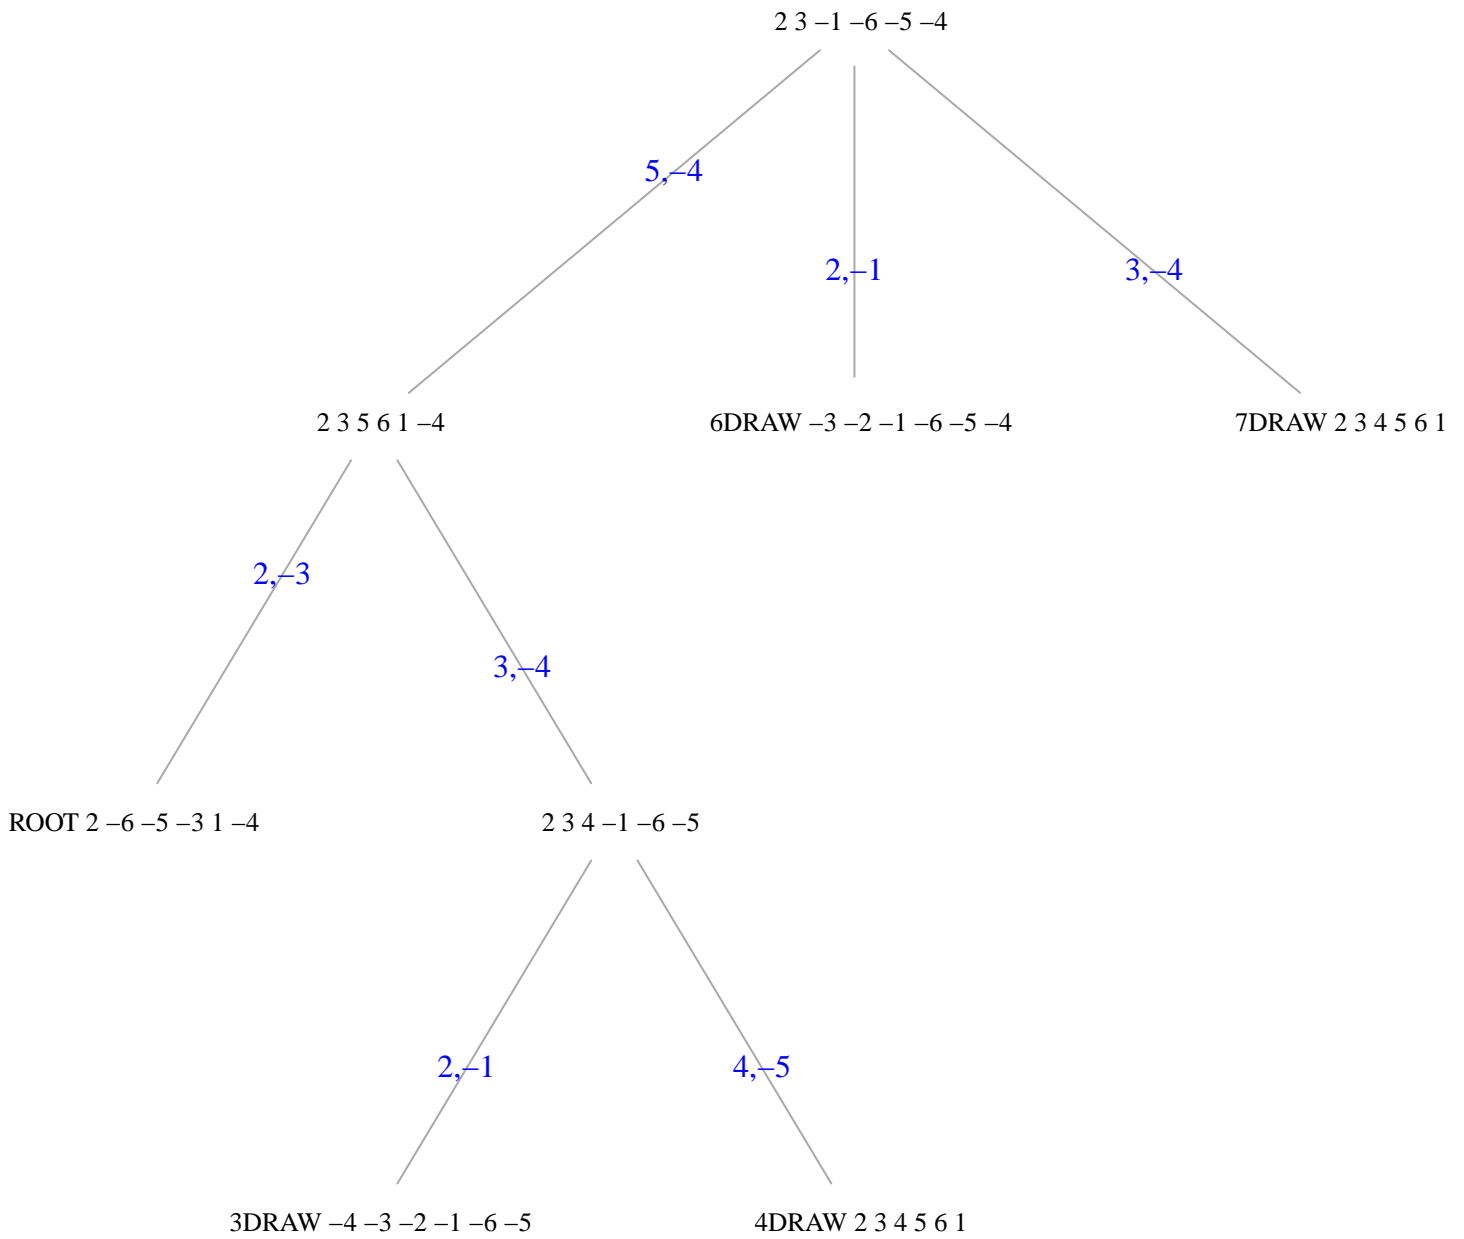 2 3 –1 –6 –5 –4
5,–4
2,–1
3,–4
2 3 5 6 1 –4
6DRAW –3 –2 –1 –6 –5 –4
7DRAW 2 3 4 5 6 1
2,–3
3,–4
ROOT 2 –6 –5 –3 1 –4
2 3 4 –1 –6 –5
2,–1
4,–5
3DRAW –4 –3 –2 –1 –6 –5
4DRAW 2 3 4 5 6 1